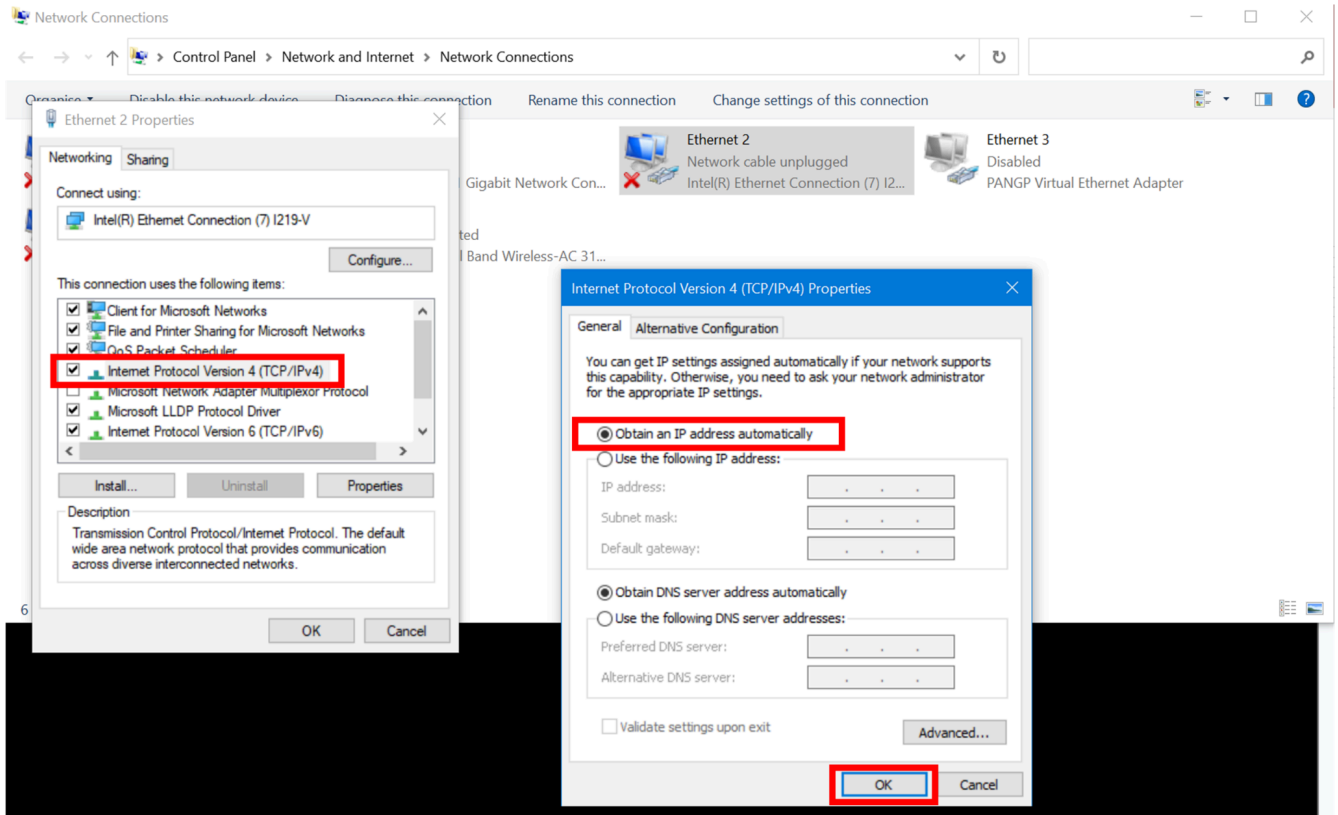 Network Connections
Control Panel > Network and Internet > Network Connections
Organise Disable this network device Diagnose this connection Rename this connection Change settings of this connection
Ethernet 2 Properties
Networking Sharing
Connect using:
Intel(R) Ethernet Connection (7) I219-V
Configure...
This connection uses the following items:
Client for Microsoft Networks
File and Printer Sharing for Microsoft Networks
QoS Packet Scheduler
Internet Protocol Version 4 (TCP/IPv4)
Microsoft Network Adapter Multiplexor Protocol
Microsoft LLDP Protocol Driver
Internet Protocol Version 6 (TCP/IPv6)
Install... Uninstall Properties
Description
Transmission Control Protocol/Internet Protocol. The default
wide area network protocol that provides communication
across diverse interconnected networks.
OK Cancel
6
Gigabit Network Con...
ted
Band Wireless-AC 31...
Ethernet 2
Network cable unplugged
Intel(R) Ethernet Connection (7) I2...
Ethernet 3
Disabled
PANGP Virtual Ethernet Adapter
Internet Protocol Version 4 (TCP/IPv4) Properties
General Alternative Configuration
You can get IP settings assigned automatically if your network supports
this capability. Otherwise, you need to ask your network administrator
for the appropriate IP settings.
Obtain an IP address automatically
Use the following IP address:
IP address:
Subnet mask:
Default gateway:
Obtain DNS server address automatically
Use the following DNS server addresses:
Preferred DNS server:
Alternative DNS server:
Validate settings upon exit
Advanced...
OK Cancel